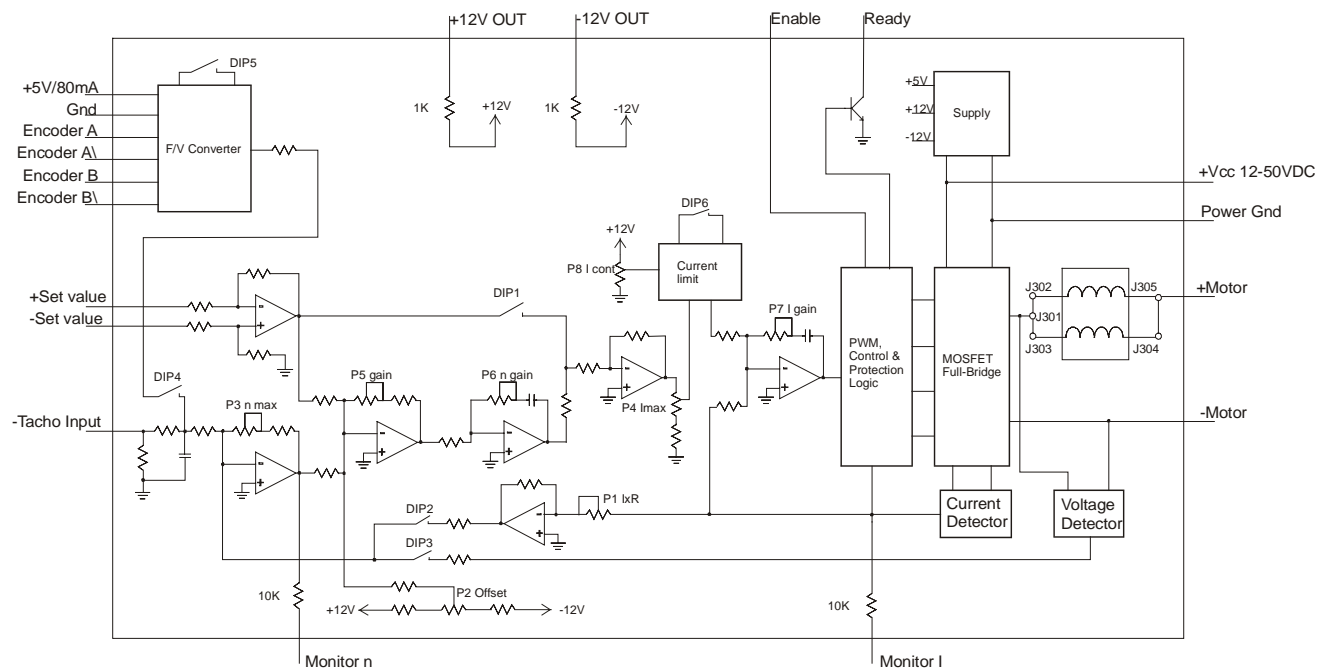 +12V OUT
-12V OUT
Enable
Ready
DIP5
+5V/80mA
Gnd
Encoder A
Encoder A\
Encoder B
Encoder B\
F/V Converter
1K
+12V
1K
-12V
+5V
+12V
-12V
Supply
+Vcc 12-50VDC
Power Gnd
DIP6
+12V
P8 I cont
Current
limit
+Set value
-Set value
DIP1
P7 I gain
PWM,
Control &
Protection
Logic
MOSFET
Full-Bridge
J302
J305
J301
J303
J304
+Motor
-Motor
DIP4
P3 n max
-Tacho Input
P5 gain
P6 n gain
P4 Imax
DIP2
P1 IxR
DIP3
Current
Detector
Voltage
Detector
10K
+12V
P2 Offset
-12V
10K
Monitor n
Monitor I
-
+
-
+
-
+
-
+
-
+
-
+
-
+